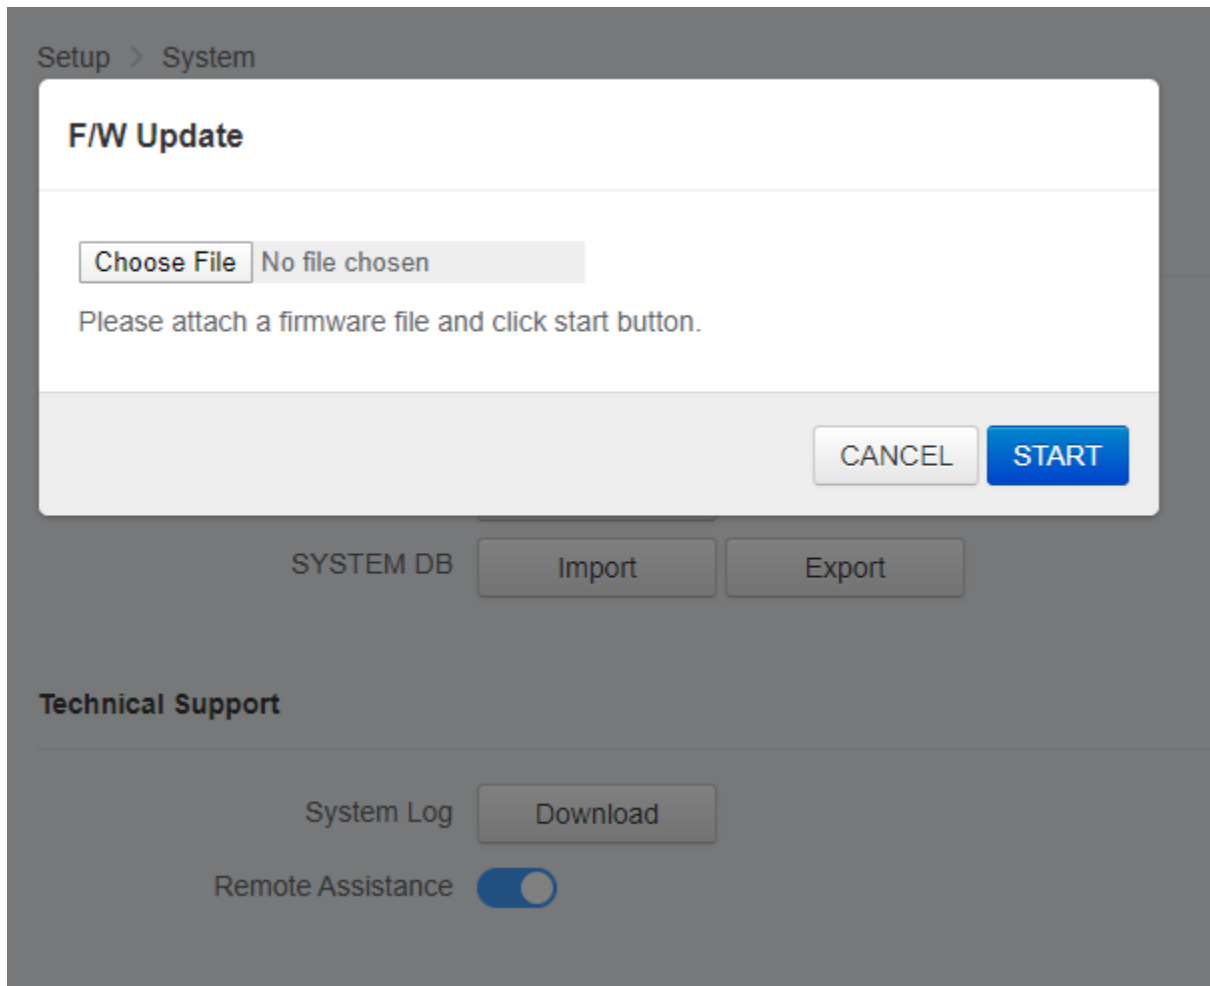 Setup > System
F/W Update
Choose File No file chosen
Please attach a firmware file and click start button.
CANCEL START
SYSTEM DB Import Export
Technical Support
System Log Download
Remote Assistance